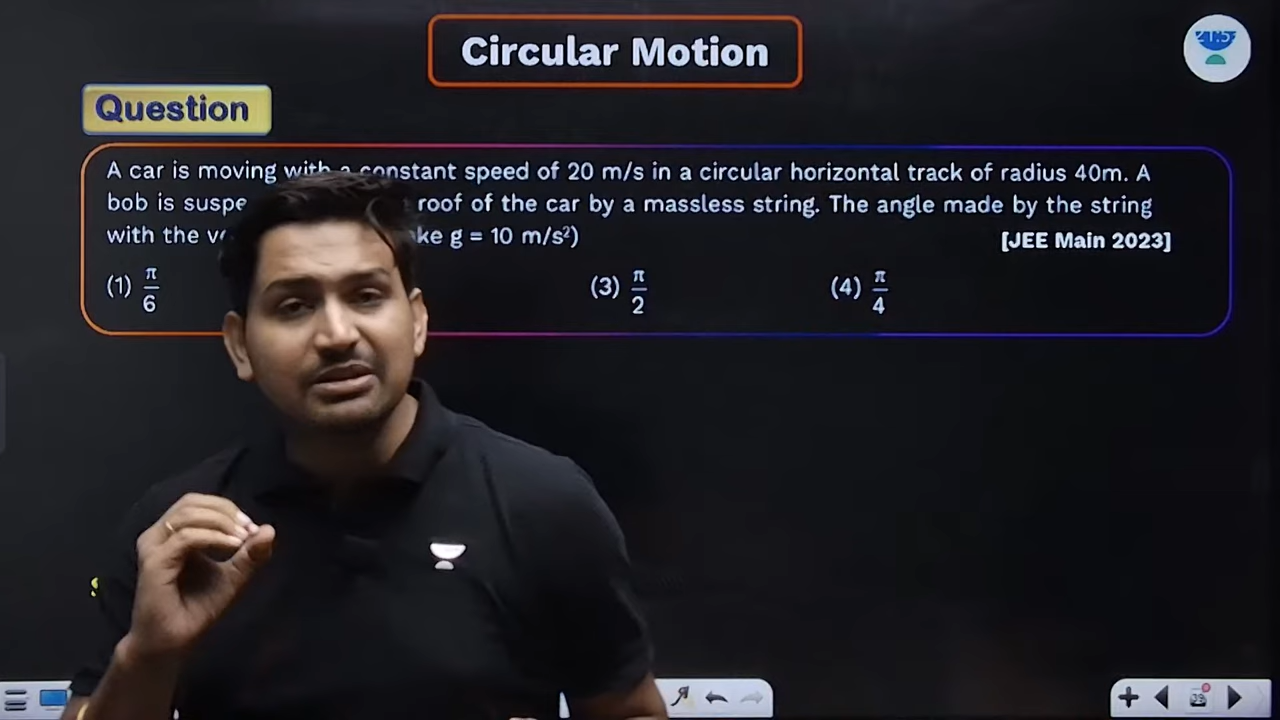 Circular Motion
Question
A car is moving with a constant speed of 20 m/s in a circular horizontal track of radius 40m. A
bob is suspe roof of the car by a massless string. The angle made by the string
with the ve ke g = 10 m/s²)
[JEE Main 2023]
(1) π/6 (3) π/2 (4) π/4